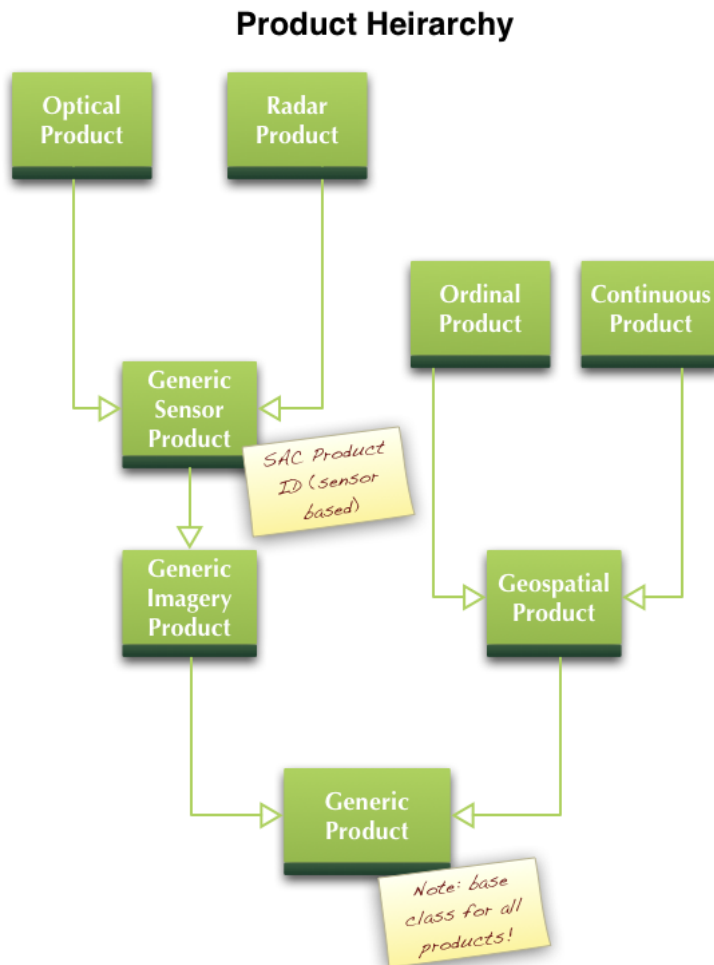 Product Heirarchy
Optical
Product
Radar
Product
Ordinal
Product
Continuous
Product
Generic
Sensor
Product
SAC Product
ID (sensor
based)
Generic
Imagery
Product
Geospatial
Product
Generic
Product
Note: base
class for all
products!